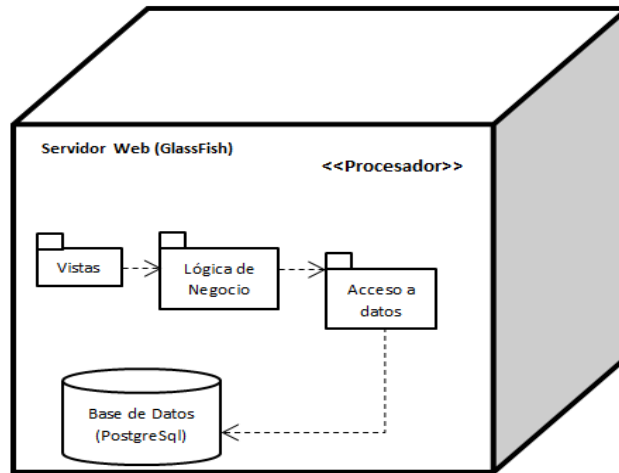 Servidor Web (GlassFish)
<<Procesador>>
Vistas
Lógica de
Negocio
Acceso a
datos
Base de Datos
(PostgreSql)